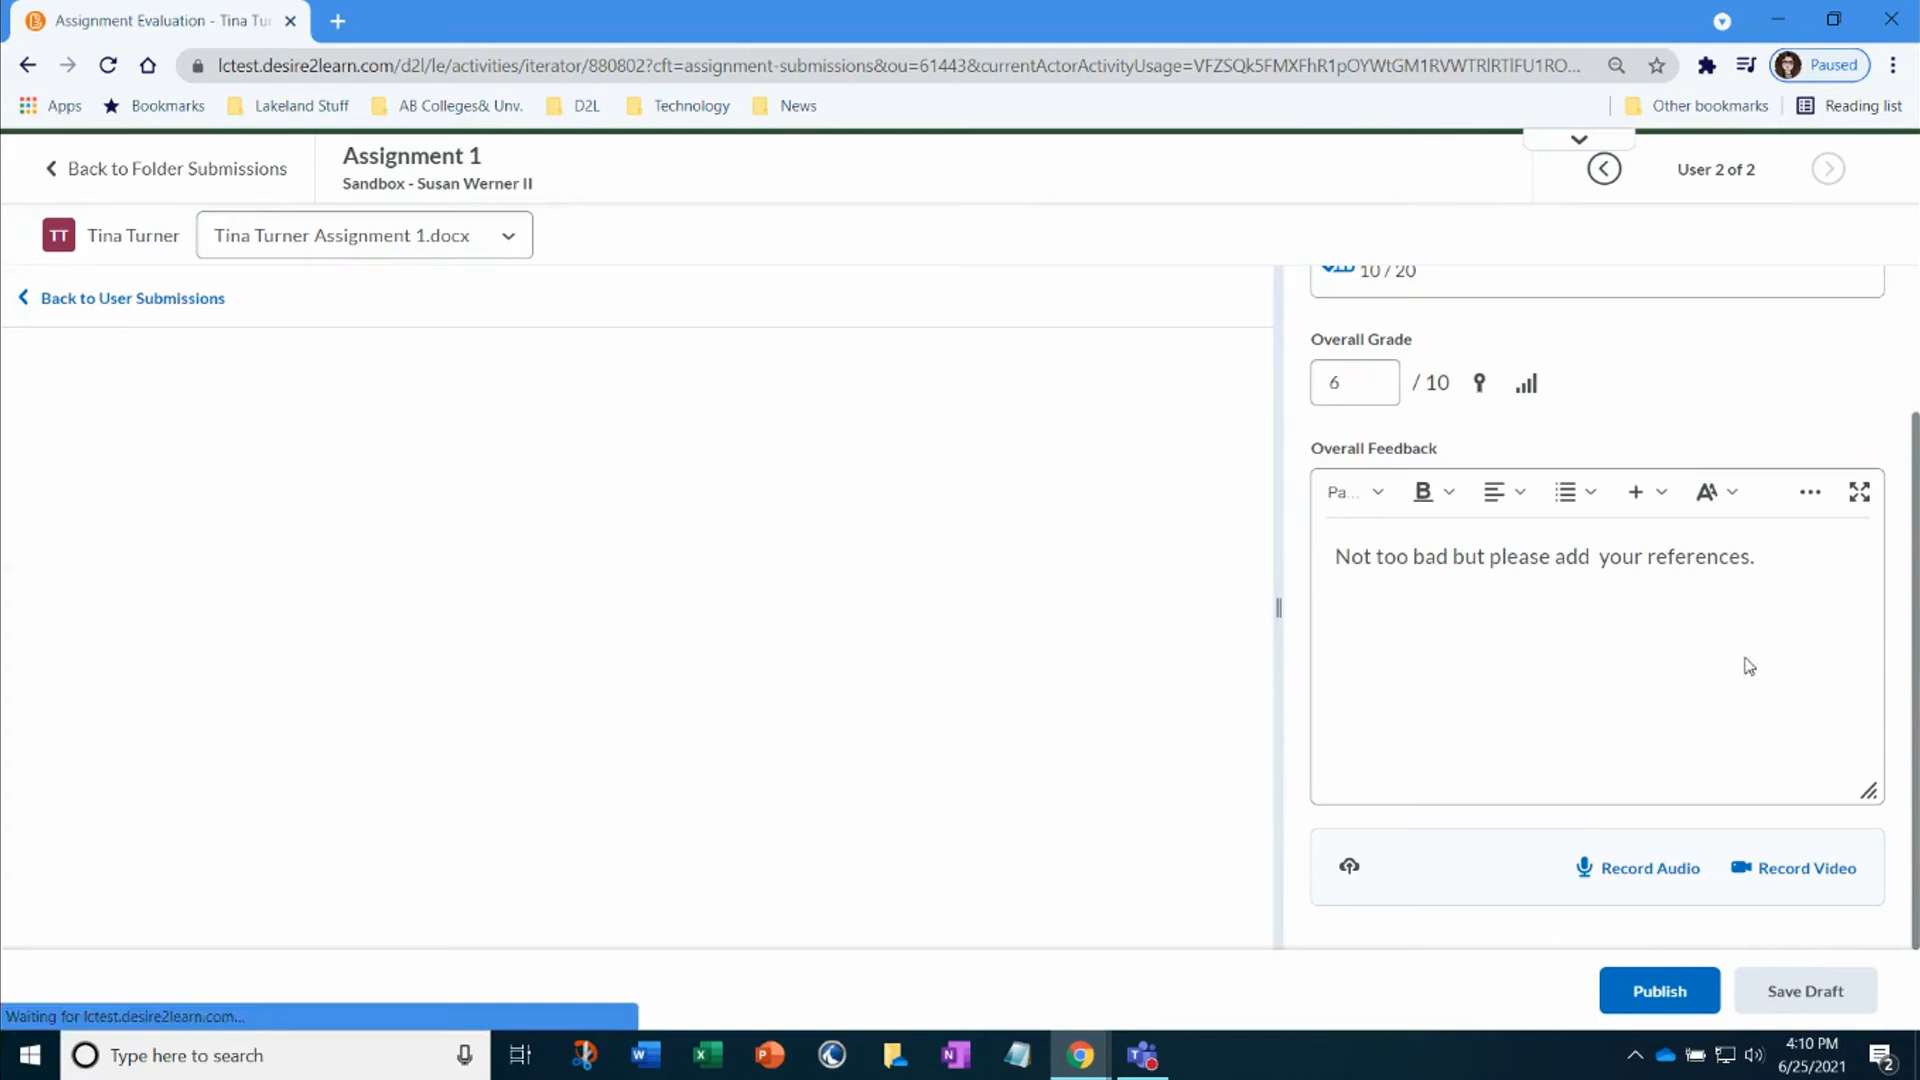 Assignment Evaluation - Tina Tu
lctest.desire2learn.com/d2l/le/activities/iterator/880802?cft=assignment-submissions&ou=61443&currentActorActivityUsage=VFZSQk5FMXFhR1pOYWtGM1RVWTRlRTlFU1RO...
Paused
Apps Bookmarks Lakeland Stuff AB Colleges& Unv. D2L Technology News Other bookmarks Reading list
Back to Folder Submissions
Assignment 1
Sandbox - Susan Werner II
User 2 of 2
TT Tina Turner Tina Turner Assignment 1.docx
Back to User Submissions
10 / 20
Overall Grade
6 / 10
Overall Feedback
Pa... B
Not too bad but please add your references.
Record Audio Record Video
Publish Save Draft
Waiting for lctest.desire2learn.com...
Type here to search
4:10 PM
6/25/2021
2